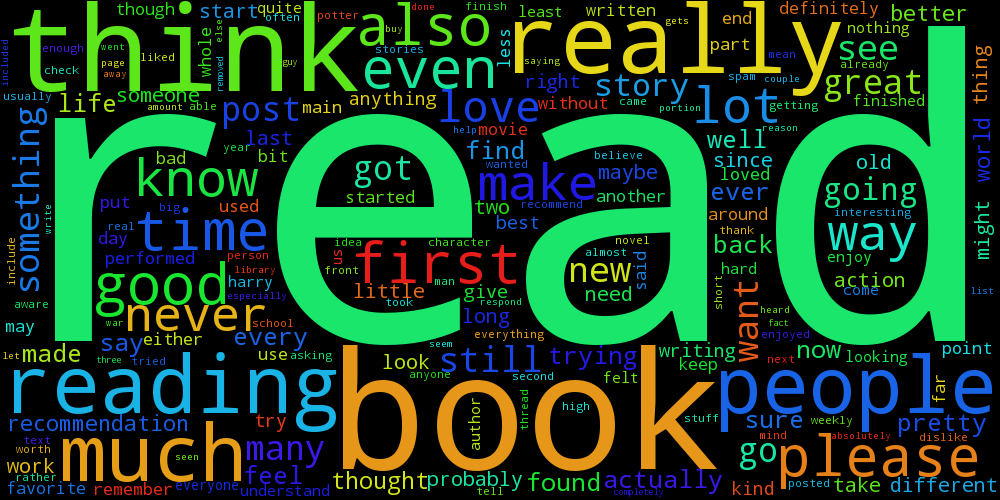 though
quite
potter
done
finish
least
written
definitely
start
often
buy
less
end
nothing
better
think
also
really
included
enough
went
liked
whole
else
stories
gets
part
mean
already
page
even
saying
see
check
away
removed
guy
right
spam
couple
great
thing
usually
life
someone
able
story
finished
amount
post
main
anything
love
without
came
portion
lot
getting
something
last
year
help
movie
well
reason
world
bad
bit
find
wanted
believe
since
old
know
got
make
maybe
loved
going
read
put
used
started
two
recommend
another
ever
interesting
write
big
best
around
day
real
time
idea
character
novel
thank
way
might
performed
person
us
first
almost
said
back
enjoy
include
library
front
man
new
hard
action
good
harry
little
took
give
need
short
come
list
aware
especially
respond
long
want
heard
may
war
never
school
everything
fact
say
either
every
enjoyed
let
made
three
tried
use
asking
look
seem
still
trying
writing
next
now
looking
point
reading
anyone
second
felt
keep
people
far
book
thread
high
stuff
recommendation
try
author
sure
weekly
pretty
text
much
many
mind
absolutely
dislike
worth
work
seen
feel
actually
go
please
rather
favorite
remember
everyone
understand
thought
probably
tell
found
completely
kind
posted
take
different